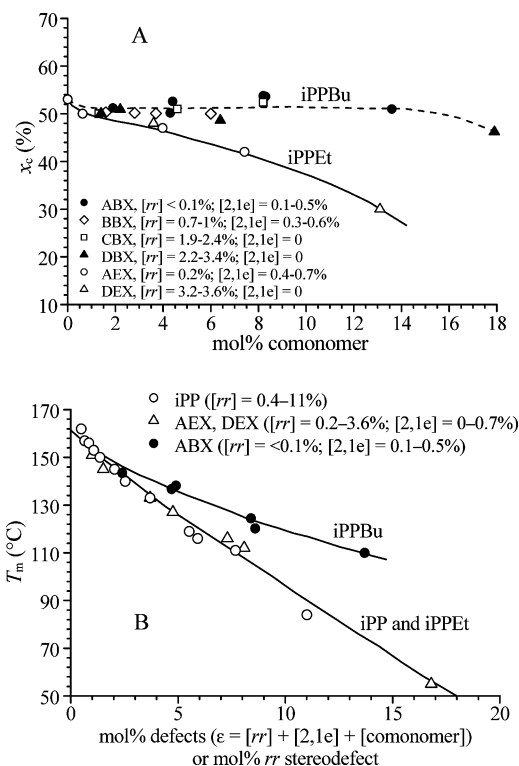 70
60
50
40
30
20
10
x_c (%)
A
iPPBu
iPPEt
ABX, [rr] < 0.1%; [2,1e] = 0.1-0.5%
BBX, [rr] = 0.7-1%; [2,1e] = 0.3-0.6%
CBX, [rr] = 1.9-2.4%; [2,1e] = 0
DBX, [rr] = 2.2-3.4%; [2,1e] = 0
AEX, [rr] = 0.2%; [2,1e] = 0.4-0.7%
DEX, [rr] = 3.2-3.6%; [2,1e] = 0
0 2 4 6 8 10 12 14 16 18
mol% comonomer
170
150
130
110
90
70
50
T_m (°C)
iPP ([rr] = 0.4–11%)
AEX, DEX ([rr] = 0.2–3.6%; [2,1e] = 0–0.7%)
ABX ([rr] = <0.1%; [2,1e] = 0.1–0.5%)
iPPBu
B
iPP and iPPEt
0 5 10 15 20
mol% defects (ε = [rr] + [2,1e] + [comonomer])
or mol% rr stereodefect